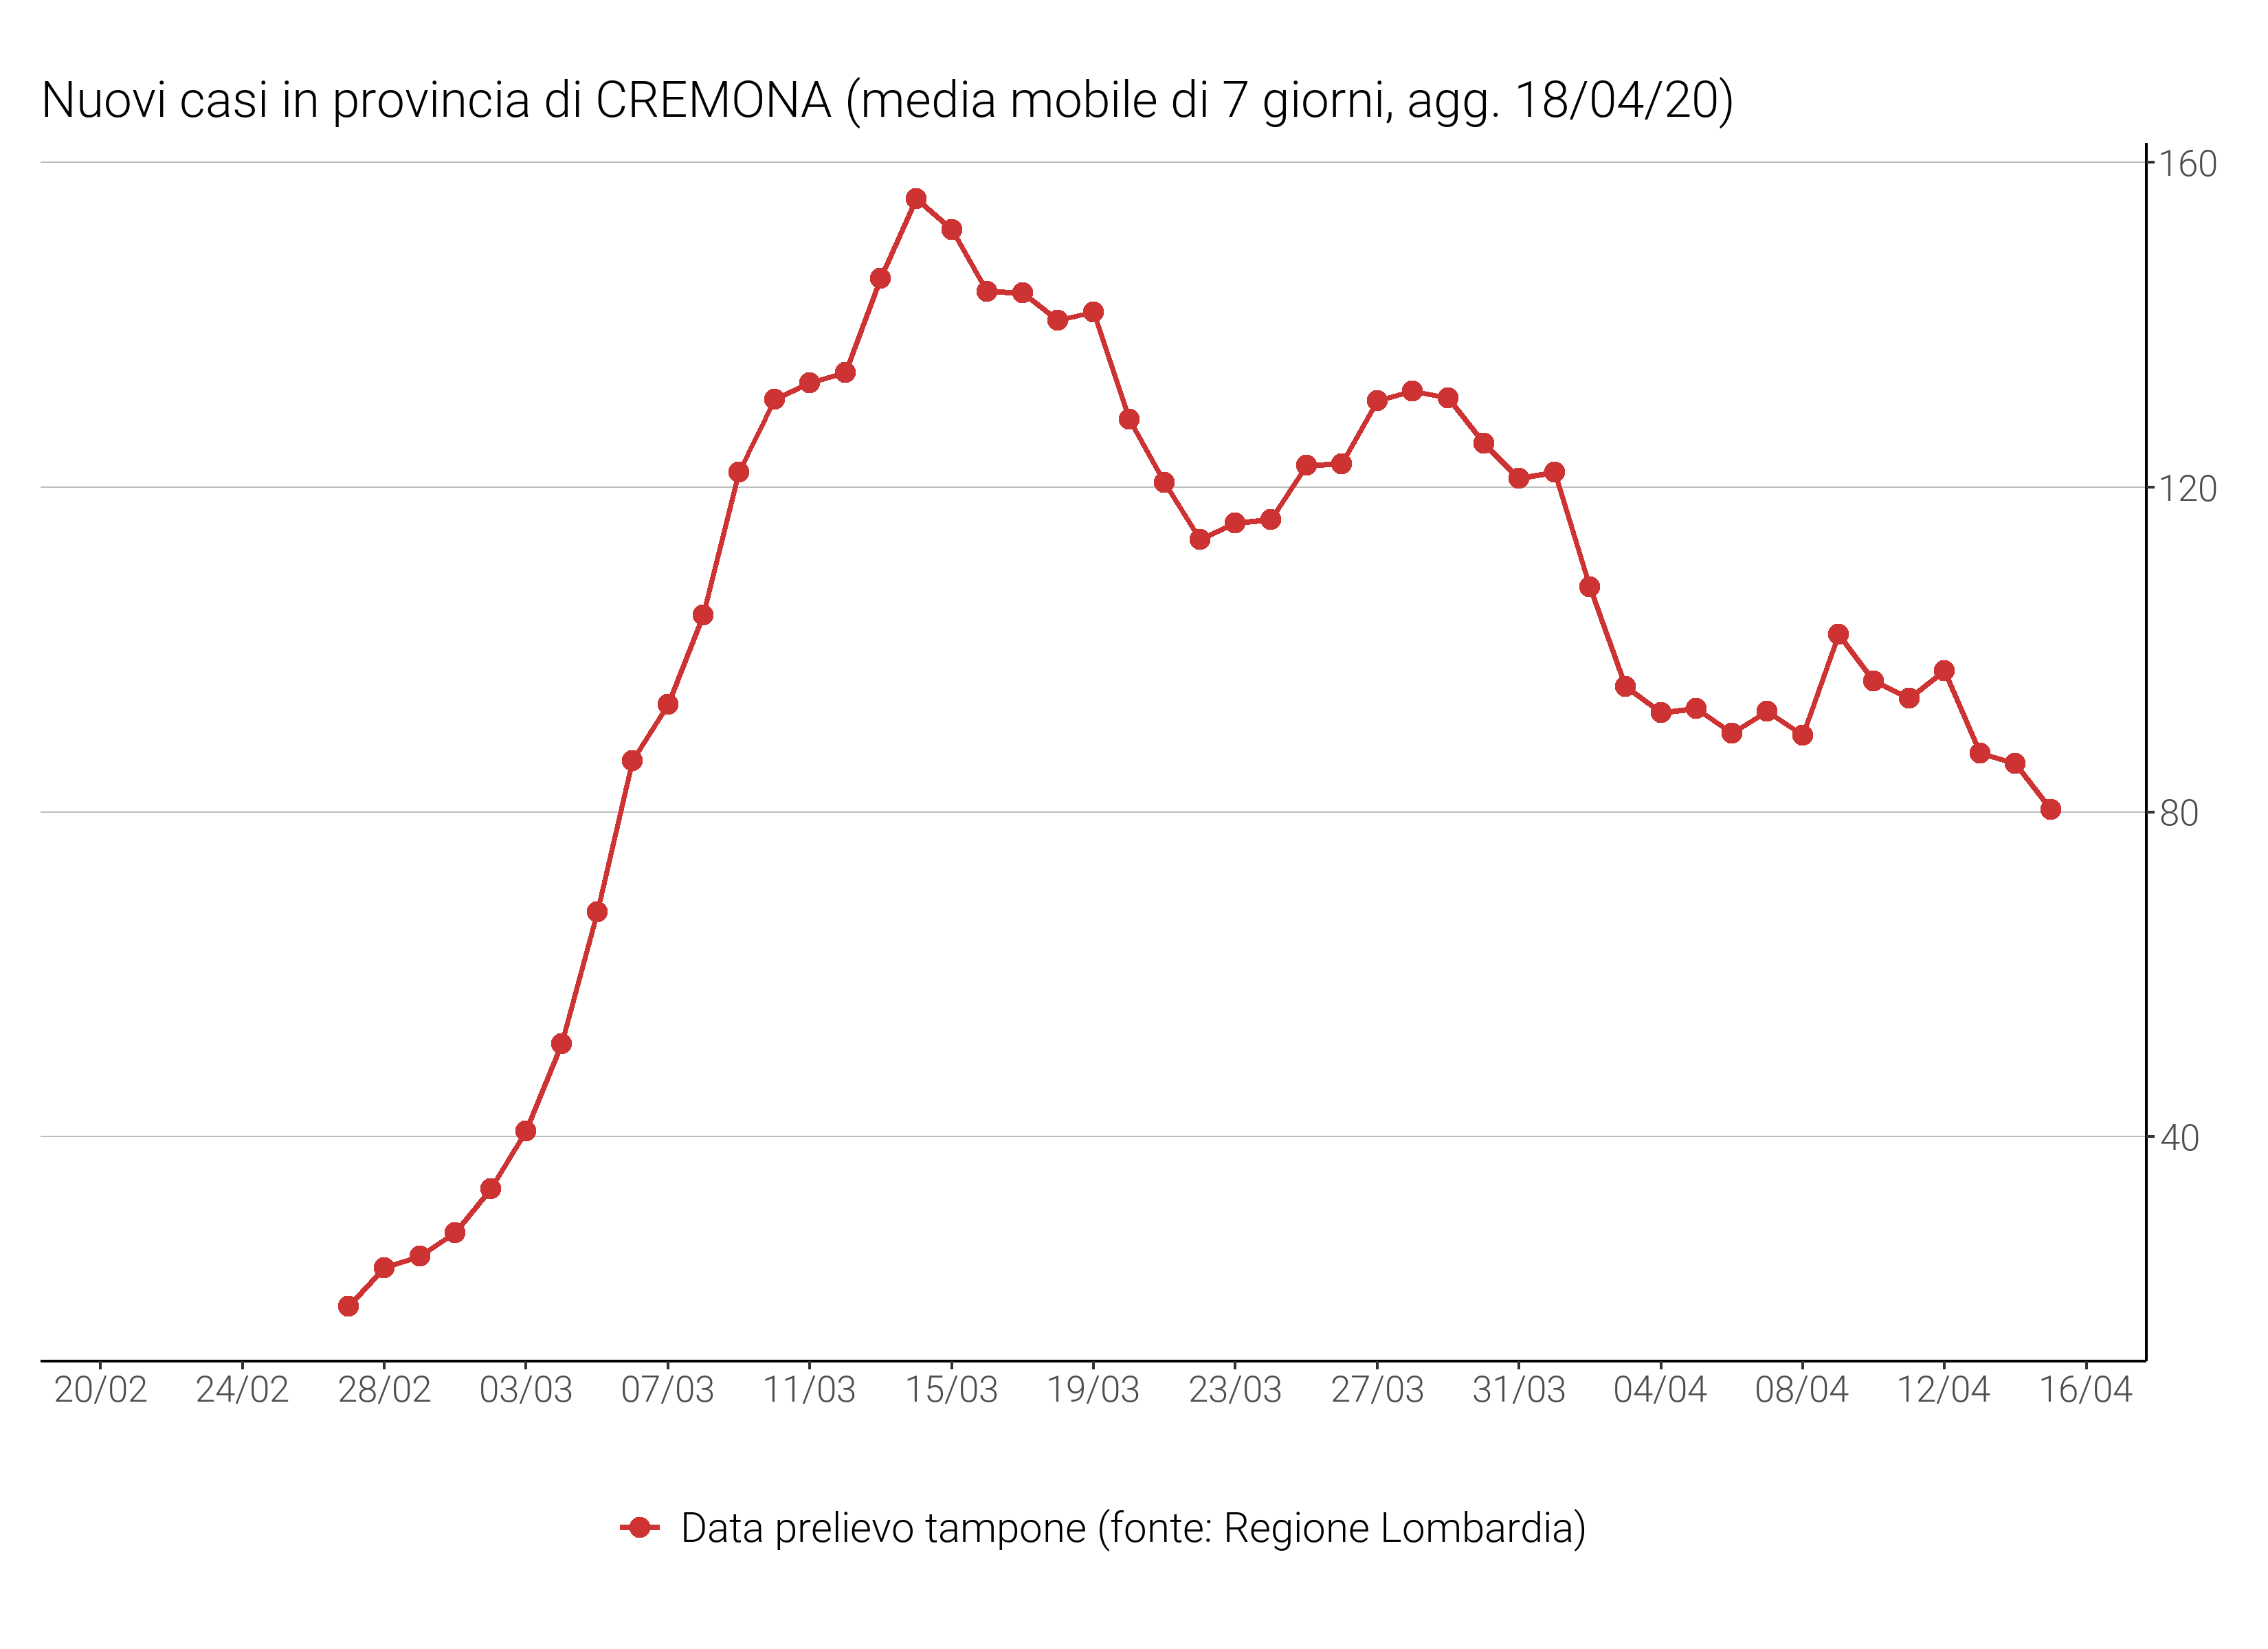 Nuovi casi in provincia di CREMONA (media mobile di 7 giorni, agg. 18/04/20)
160
120
80
40
20/02 24/02 28/02 03/03 07/03 11/03 15/03 19/03 23/03 27/03 31/03 04/04 08/04 12/04 16/04
Data prelievo tampone (fonte: Regione Lombardia)